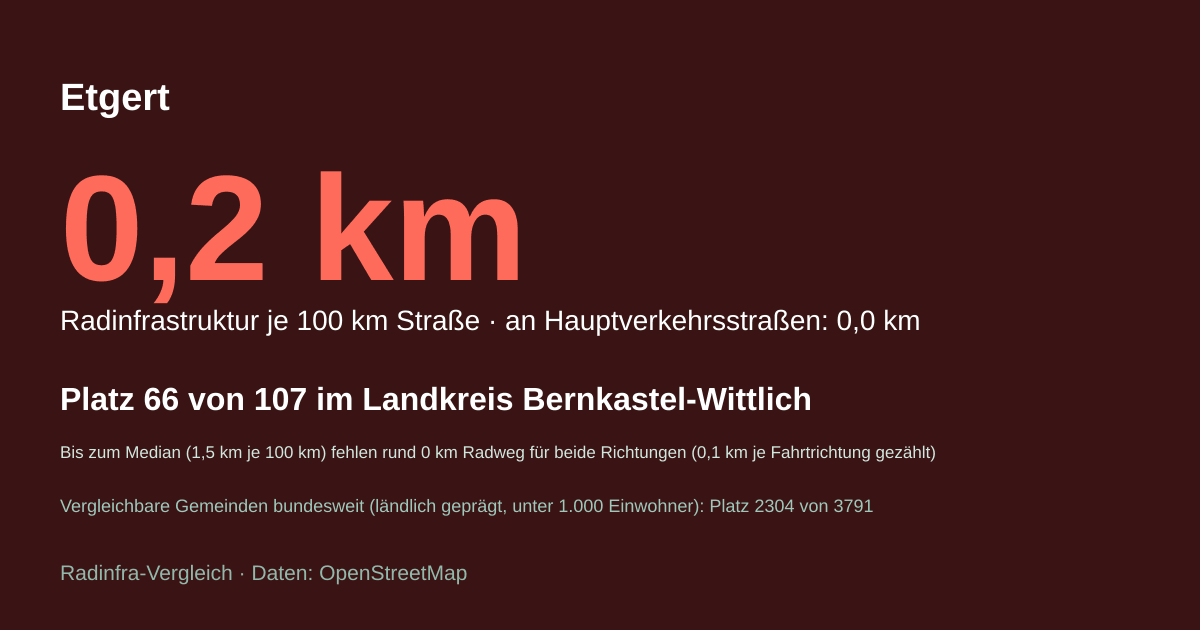 Etgert
0,2 km
Radinfrastruktur je 100 km Straße · an Hauptverkehrsstraßen: 0,0 km
Platz 66 von 107 im Landkreis Bernkastel-Wittlich
Bis zum Median (1,5 km je 100 km) fehlen rund 0 km Radweg für beide Richtungen (0,1 km je Fahrtrichtung gezählt)
Vergleichbare Gemeinden bundesweit (ländlich geprägt, unter 1.000 Einwohner): Platz 2304 von 3791
Radinfra-Vergleich · Daten: OpenStreetMap